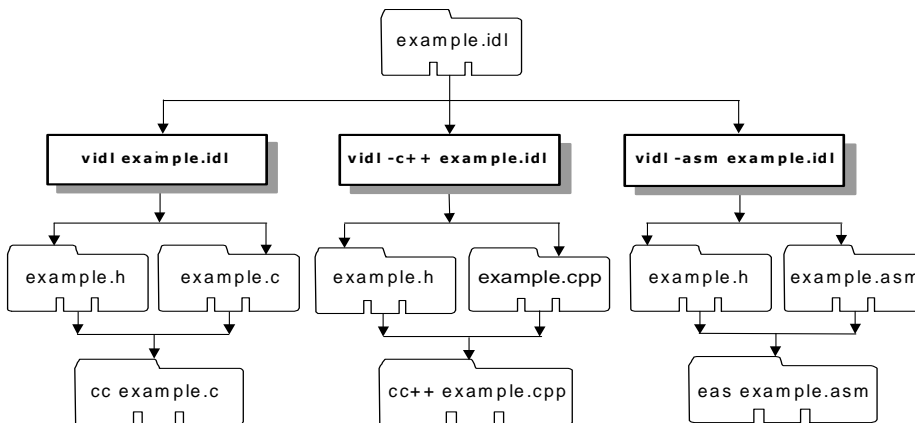 example.idl
vidl example.idl
vidl -c++ example.idl
vidl -asm example.idl
example.h
example.c
example.h
example.cpp
example.h
example.asm
cc example.c
cc++ example.cpp
eas example.asm